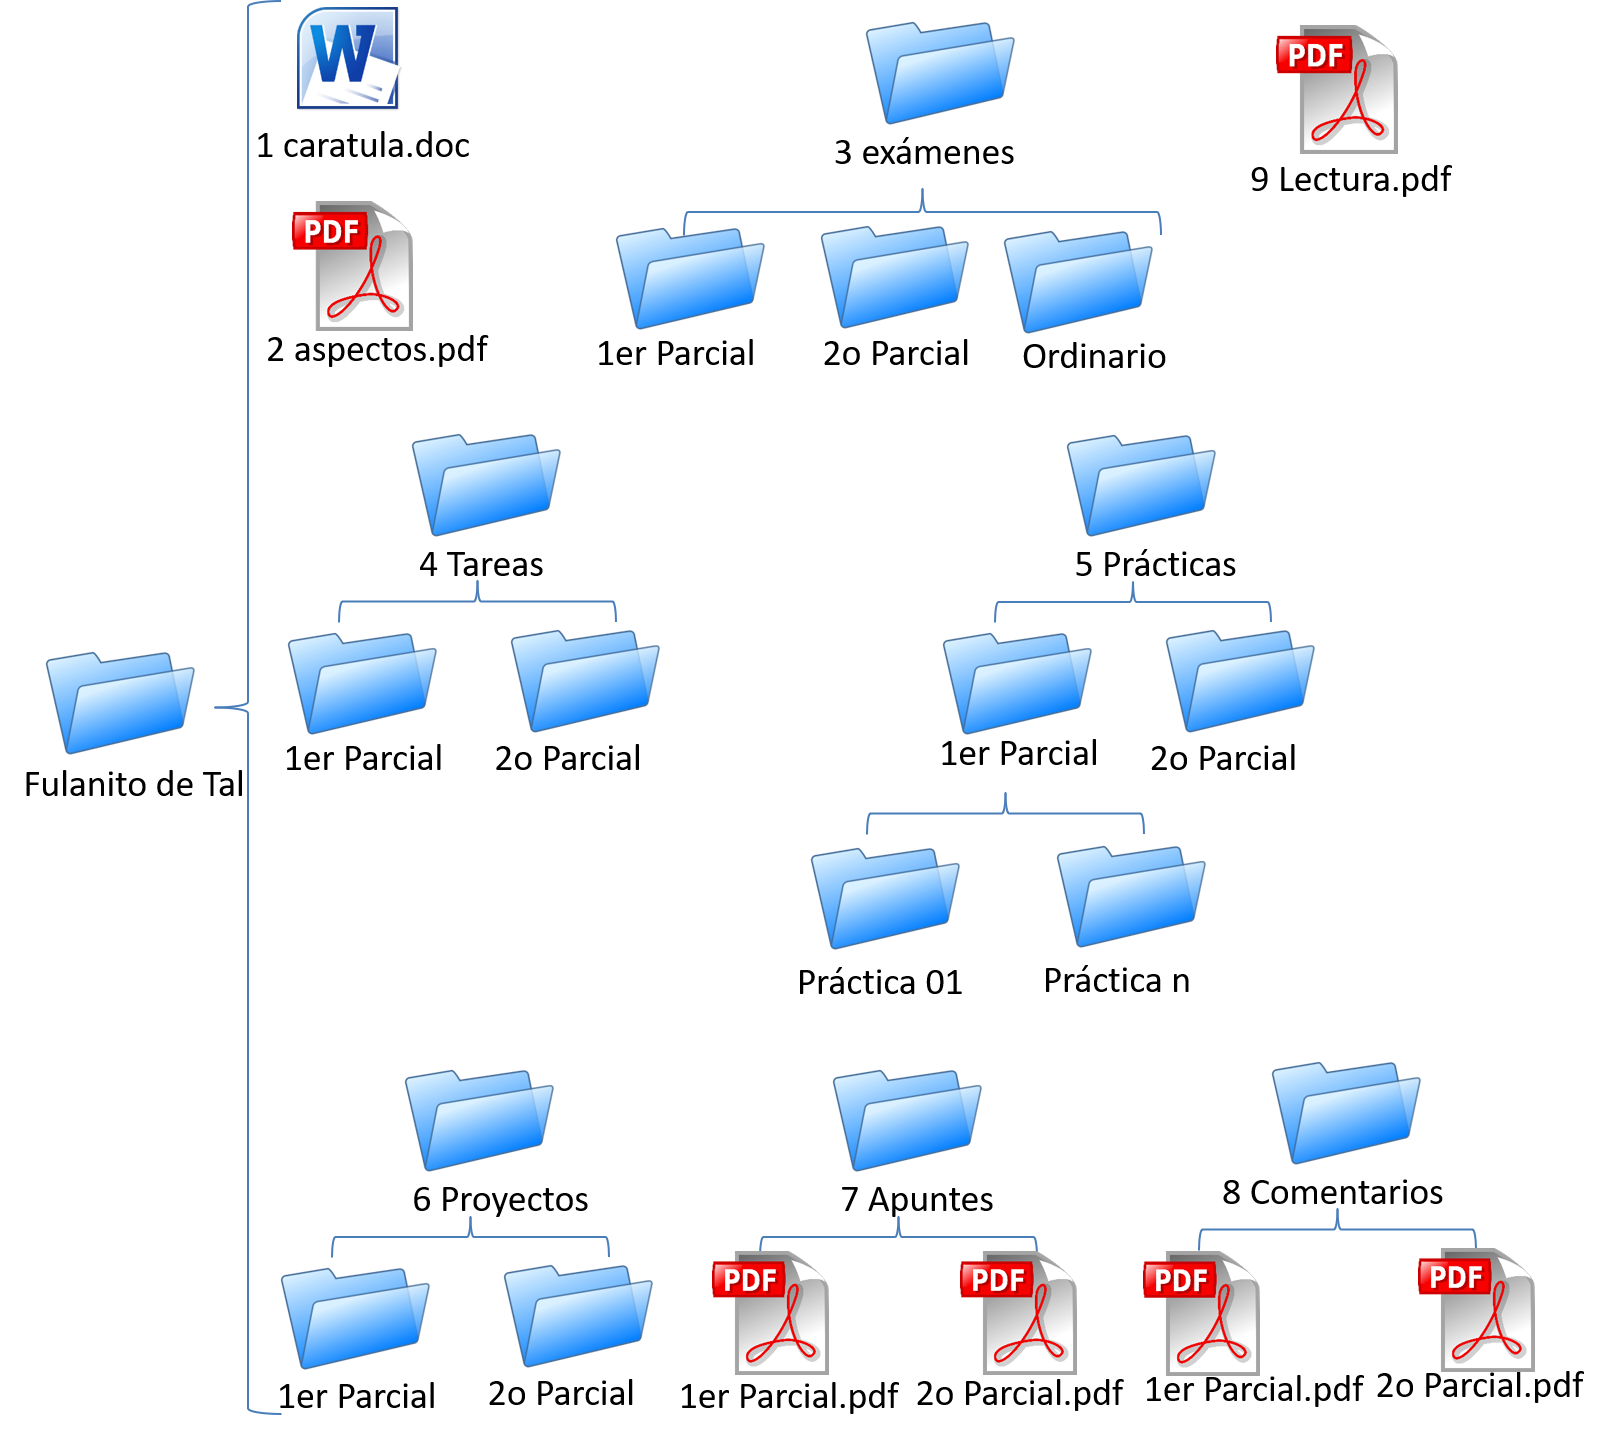 W
1 caratula.doc
3 exámenes
PDF
9 Lectura.pdf
PDF
2 aspectos.pdf
1er Parcial
2o Parcial
Ordinario
4 Tareas
5 Prácticas
1er Parcial
2o Parcial
1er Parcial
2o Parcial
Fulanito de Tal
Práctica 01
Práctica n
6 Proyectos
7 Apuntes
8 Comentarios
PDF
PDF
PDF
PDF
1er Parcial
2o Parcial
1er Parcial.pdf
2o Parcial.pdf
1er Parcial.pdf
2o Parcial.pdf